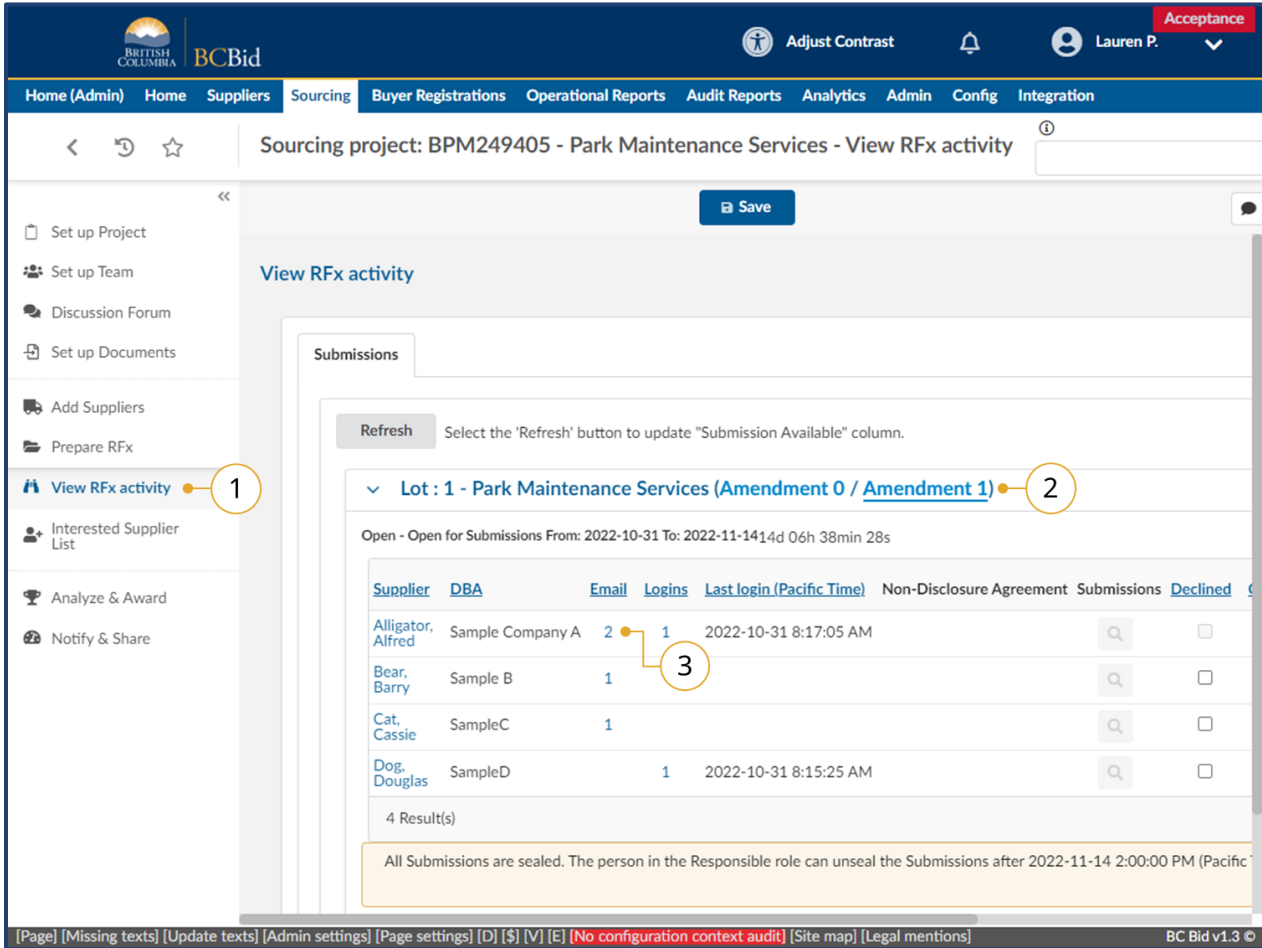 Acceptance
BRITISH
COLUMBIA
BCBid
Adjust Contrast
Lauren P.
Home (Admin) Home Suppliers Sourcing Buyer Registrations Operational Reports Audit Reports Analytics Admin Config Integration
Sourcing project: BPM249405 - Park Maintenance Services - View RFx activity
Save
Set up Project
Set up Team
Discussion Forum
Set up Documents
Add Suppliers
Prepare RFx
View RFx activity
1
Interested Supplier
List
Analyze & Award
Notify & Share
View RFx activity
Submissions
Refresh Select the 'Refresh' button to update "Submission Available" column.
Lot : 1 - Park Maintenance Services (Amendment 0 / Amendment 1)
2
Open - Open for Submissions From: 2022-10-31 To: 2022-11-1414d 06h 38min 28s
Supplier DBA Email Logins Last login (Pacific Time) Non-Disclosure Agreement Submissions Declined
Alligator,
Alfred
Sample Company A 2 1 2022-10-31 8:17:05 AM
3
Bear,
Barry
Sample B 1
Cat,
Cassie
SampleC 1
Dog,
Douglas
SampleD 1 2022-10-31 8:15:25 AM
4 Result(s)
All Submissions are sealed. The person in the Responsible role can unseal the Submissions after 2022-11-14 2:00:00 PM (Pacific
[Page] [Missing texts] [Update texts] [Admin settings] [Page settings] [D] [$] [V] [E] [No configuration context audit] [Site map] [Legal mentions] BC Bid v1.3 ©